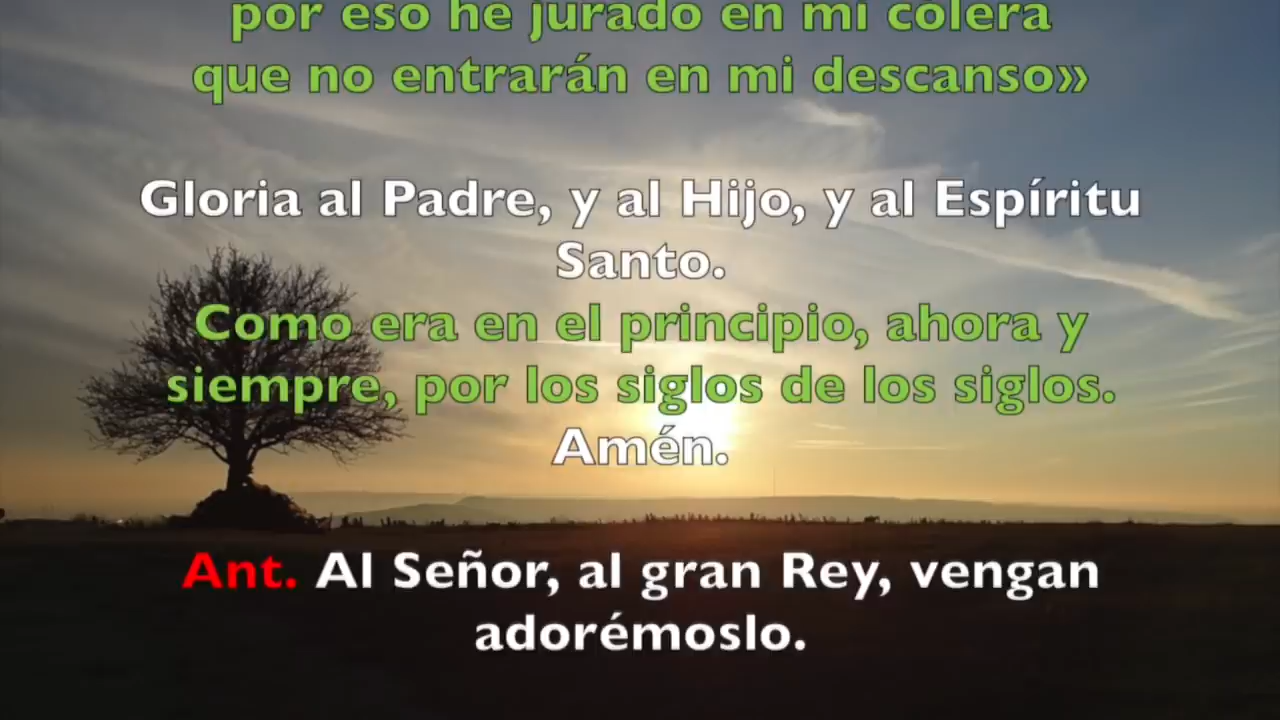 por eso he jurado en mi cólera
que no entrarán en mi descanso»
Gloria al Padre, y al Hijo, y al Espíritu
Santo.
Como era en el principio, ahora y
siempre, por los siglos de los siglos.
Amén.
Ant. Al Señor, al gran Rey, vengan
adorémoslo.